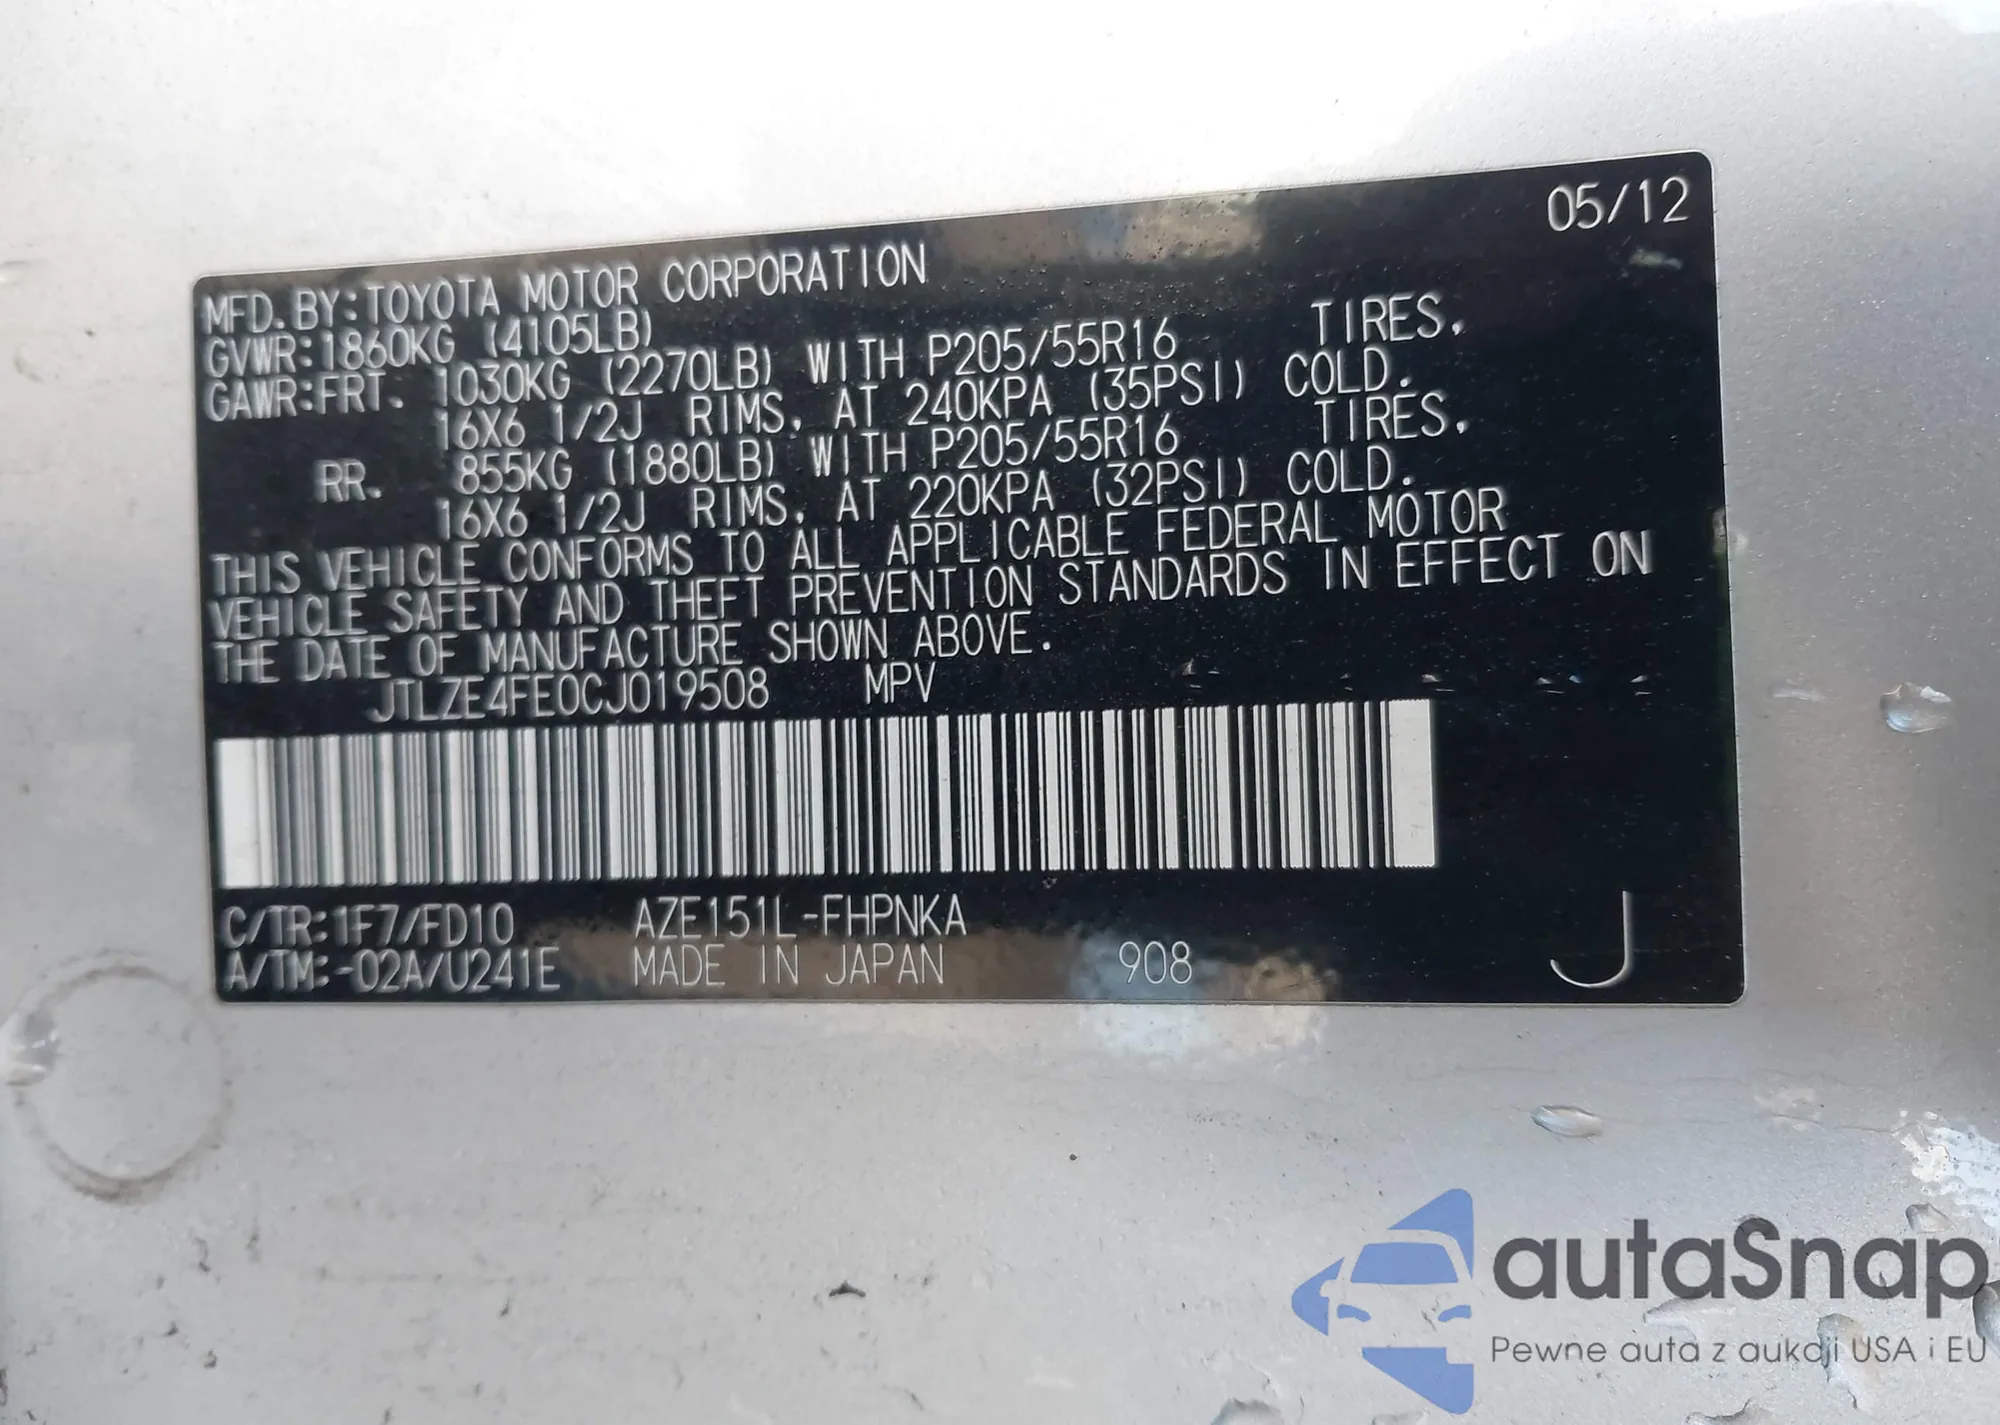 05/12
MFD. BY:TOYOTA MOTOR CORPORATION
GVWR:1860KG (4105LB)
GAWR:FRT. 1030KG (2270LB) WITH P205/55R16 TIRES.
16X6 1/2J RIMS, AT 240KPA (35PSI) COLD.
RR. 855KG (1880LB) WITH P205/55R16 TIRES.
16X6 1/2J RIMS, AT 220KPA (32PSI) COLD.
THIS VEHICLE CONFORMS TO ALL APPLICABLE FEDERAL MOTOR
VEHICLE SAFETY AND THEFT PREVENTION STANDARDS IN EFFECT ON
THE DATE OF MANUFACTURE SHOWN ABOVE.
JTLZE4FE0CJ019508 MPV
C/TR:1F7/FD10 AZE151L-FHPNKA
A/TM:-02A/U241E MADE IN JAPAN 908 J
autaSnap
Pewne auta z aukcji USA i EU